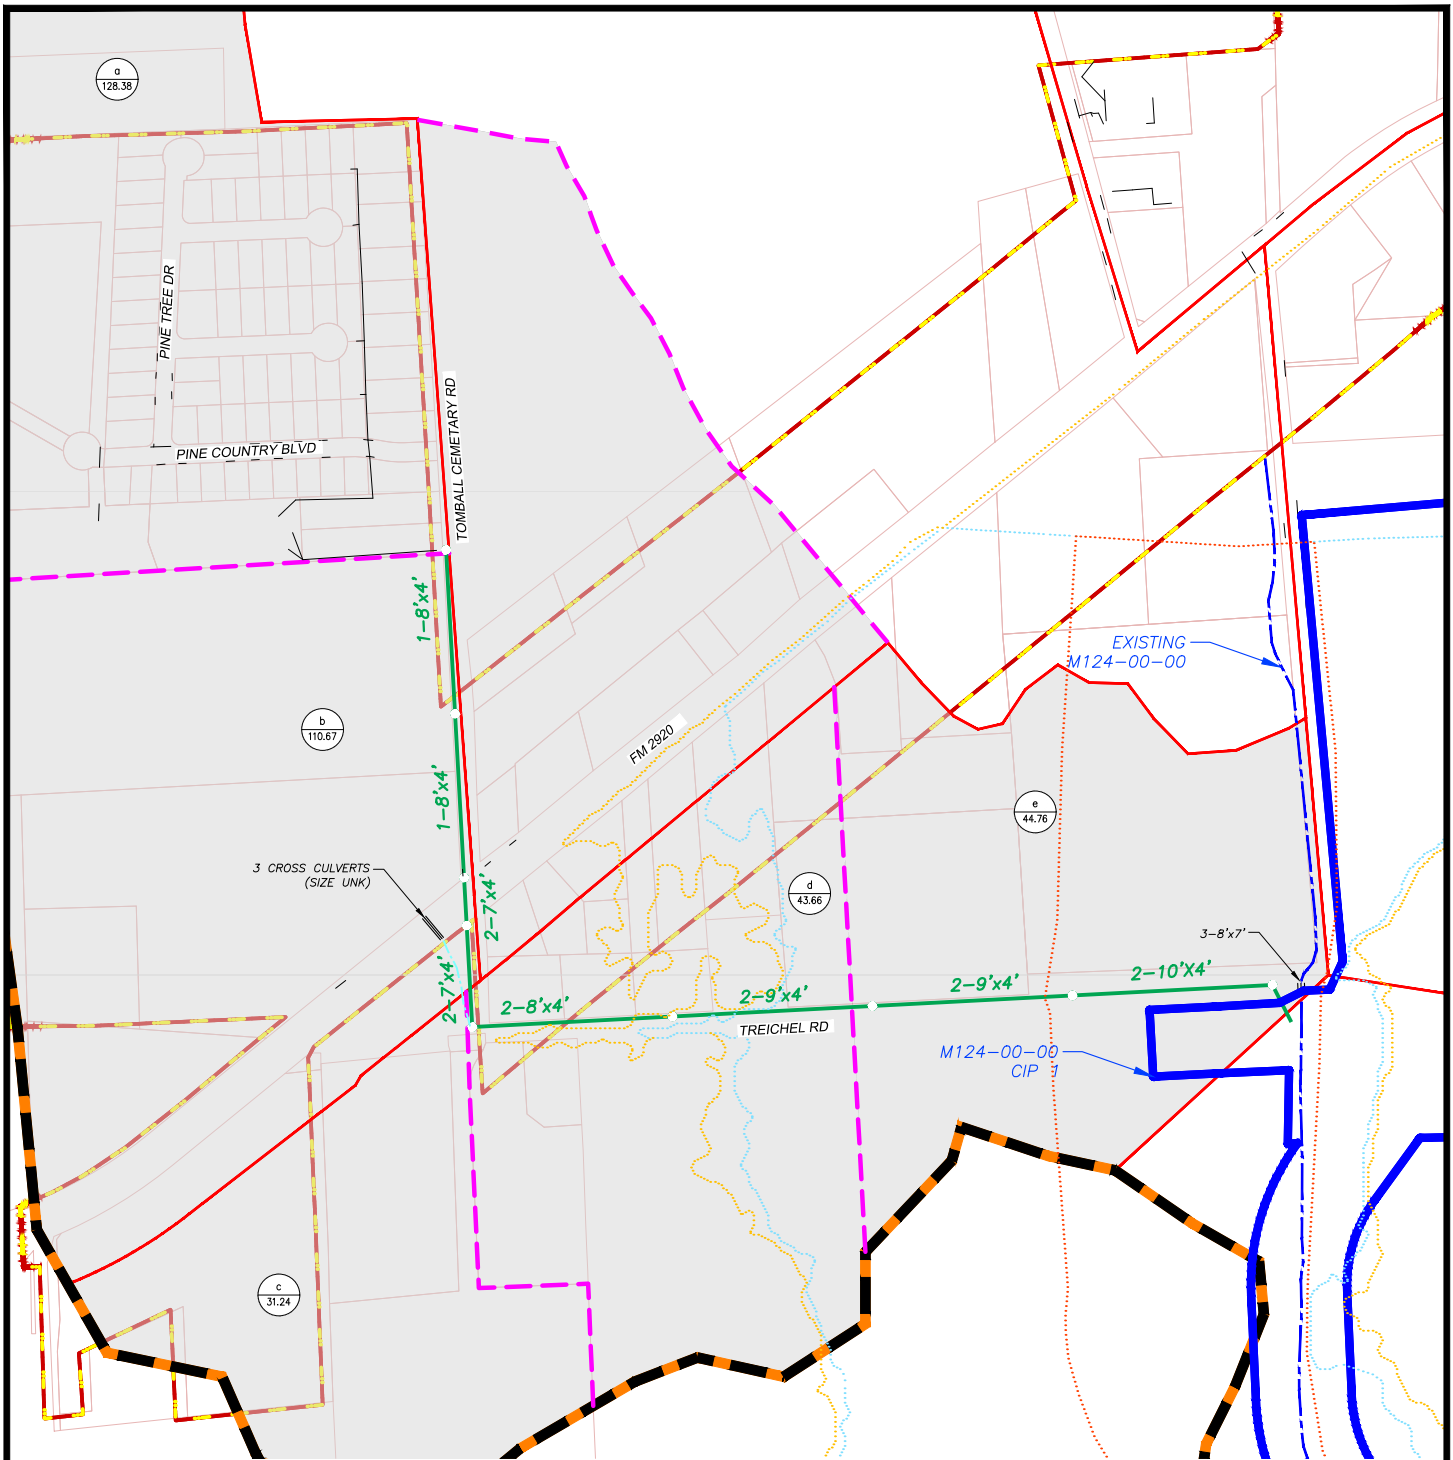 a
128.38
PINE TREE DR
PINE COUNTRY BLVD
TOMBALL CEMETARY RD
1-8'x4'
EXISTING
M124-00-00
b
110.67
FM 2920
1-8'x4'
e
44.76
3 CROSS CULVERTS
(SIZE UNK)
d
43.66
2-7'x4'
3-8'x7'
2-7'x4'
2-8'x4'
2-9'x4'
2-9'x4'
2-10'X4'
TREICHEL RD
M124-00-00
CIP 1
c
31.24